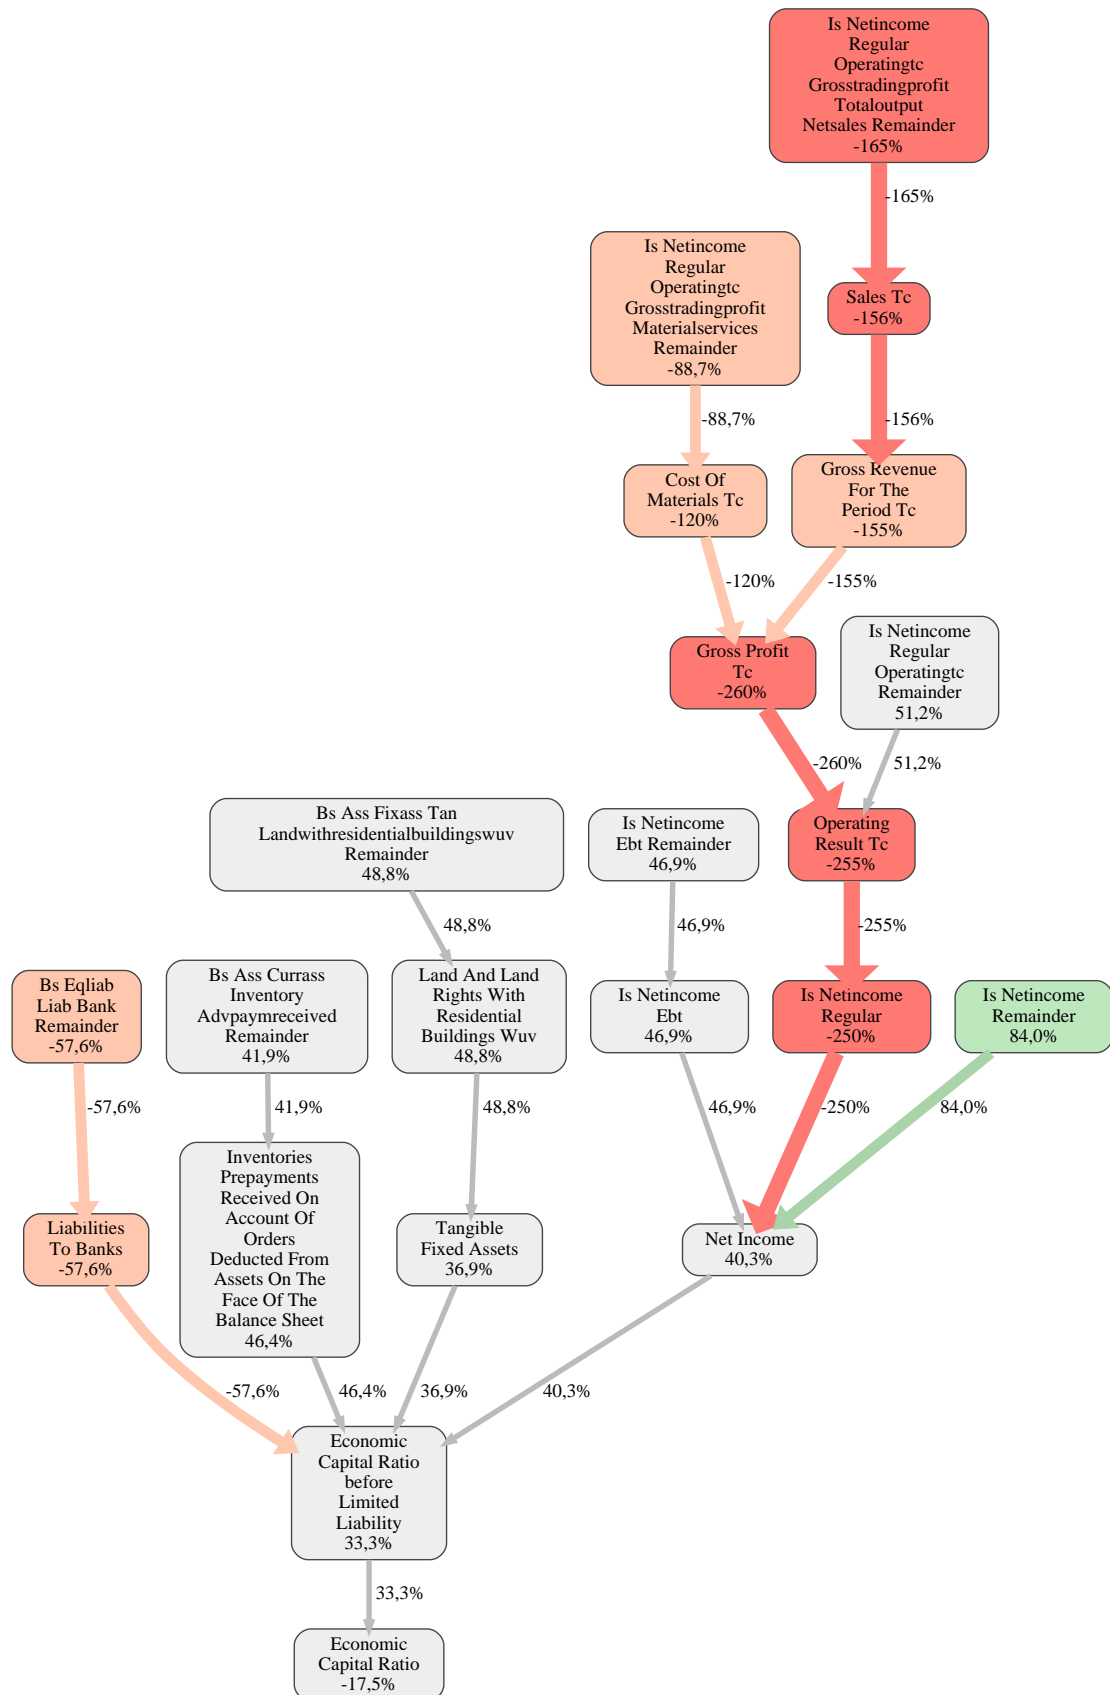 Is Netincome
Regular
Operatingtc
Grosstradingprofit
Totaloutput
Netsales Remainder
-165%
-165%
Is Netincome
Regular
Operatingtc
Grosstradingprofit
Materialservices
Remainder
-88,7%
Sales Tc
-156%
-88,7%
-156%
Cost Of
Materials Tc
-120%
Gross Revenue
For The
Period Tc
-155%
-120%
-155%
Gross Profit
Tc
-260%
Is Netincome
Regular
Operatingtc
Remainder
51,2%
-260%
51,2%
Bs Ass Fixass Tan
Landwithresidentialbuildingswuv
Remainder
48,8%
Is Netincome
Ebt Remainder
46,9%
Operating
Result Tc
-255%
48,8%
46,9%
-255%
Bs Eqliab
Liab Bank
Remainder
-57,6%
Bs Ass Currass
Inventory
Advpaymreceived
Remainder
41,9%
Land And Land
Rights With
Residential
Buildings Wuv
48,8%
Is Netincome
Ebt
46,9%
Is Netincome
Regular
-250%
Is Netincome
Remainder
84,0%
-57,6%
41,9%
48,8%
46,9%
-250%
84,0%
Liabilities
To Banks
-57,6%
Inventories
Prepayments
Received On
Account Of
Orders
Deducted From
Assets On The
Face Of The
Balance Sheet
46,4%
Tangible
Fixed Assets
36,9%
Net Income
40,3%
-57,6%
46,4%
36,9%
40,3%
Economic
Capital Ratio
before
Limited
Liability
33,3%
33,3%
Economic
Capital Ratio
-17,5%